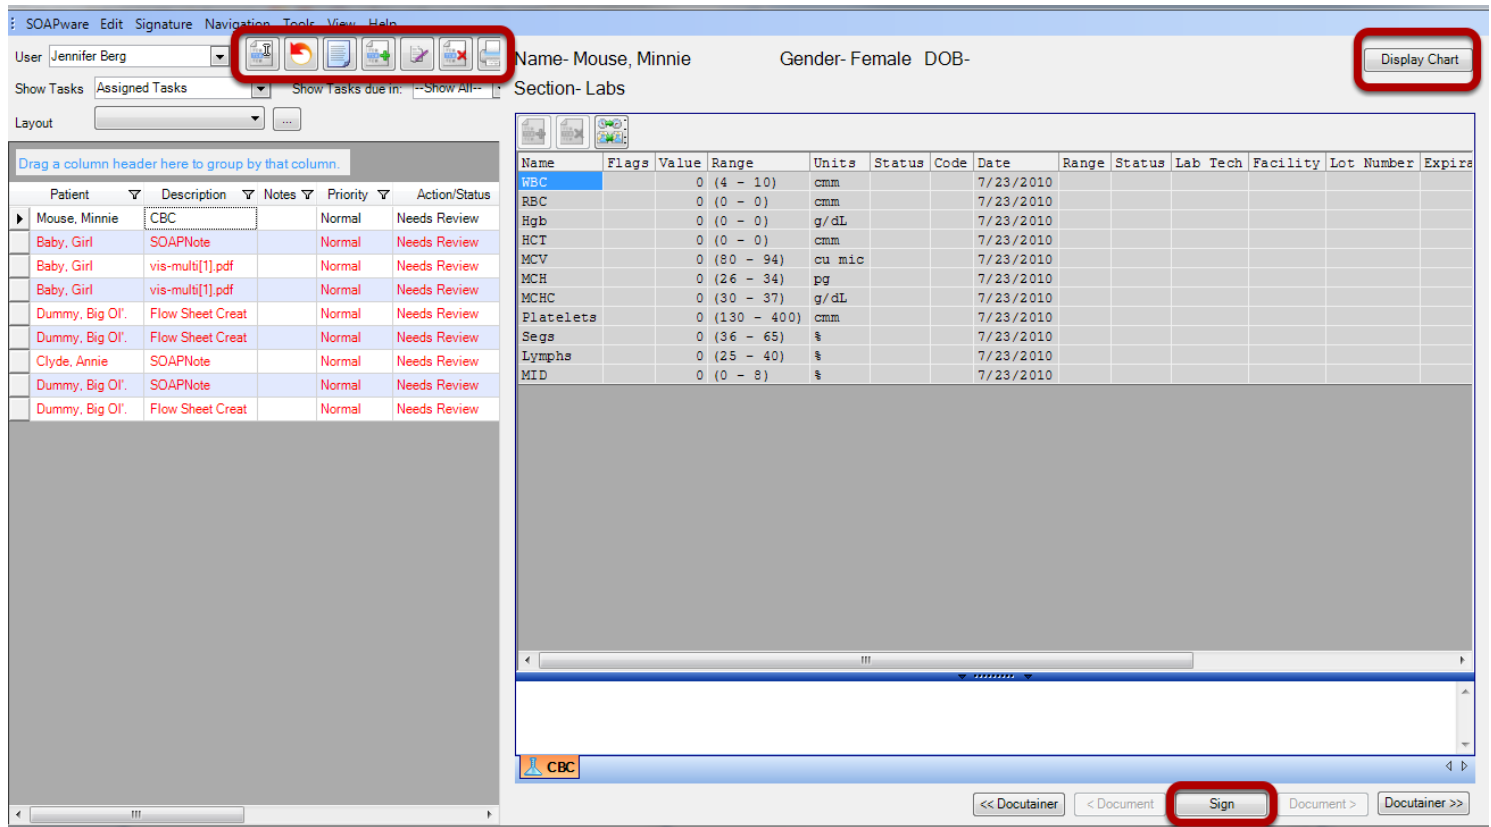 SOAPware Edit Signature Navigation Tools View Help
User Jennifer Berg
Show Tasks Assigned Tasks Show Tasks due in: --Show All--
Layout ...
Drag a column header here to group by that column.
Patient Description Notes Priority Action/Status
Mouse, Minnie CBC Normal Needs Review
Baby, Girl SOAPNote Normal Needs Review
Baby, Girl vis-multi[1].pdf Normal Needs Review
Baby, Girl vis-multi[1].pdf Normal Needs Review
Dummy, Big Ol'. Flow Sheet Creat Normal Needs Review
Dummy, Big Ol'. Flow Sheet Creat Normal Needs Review
Clyde, Annie SOAPNote Normal Needs Review
Dummy, Big Ol'. SOAPNote Normal Needs Review
Dummy, Big Ol'. Flow Sheet Creat Normal Needs Review
Name- Mouse, Minnie Gender- Female DOB-
Display Chart
Section- Labs
Name Flags Value Range Units Status Code Date Range Status Lab Tech Facility Lot Number Expira
WBC 0 (4 - 10) cmm 7/23/2010
RBC 0 (0 - 0) cmm 7/23/2010
Hgb 0 (0 - 0) g/dL 7/23/2010
HCT 0 (0 - 0) cmm 7/23/2010
MCV 0 (80 - 94) cu mic 7/23/2010
MCH 0 (26 - 34) pg 7/23/2010
MCHC 0 (30 - 37) g/dL 7/23/2010
Platelets 0 (130 - 400) cmm 7/23/2010
Segs 0 (36 - 65) % 7/23/2010
Lymphs 0 (25 - 40) % 7/23/2010
MID 0 (0 - 8) % 7/23/2010
CBC
<< Docutainer < Document Sign Document > Docutainer >>